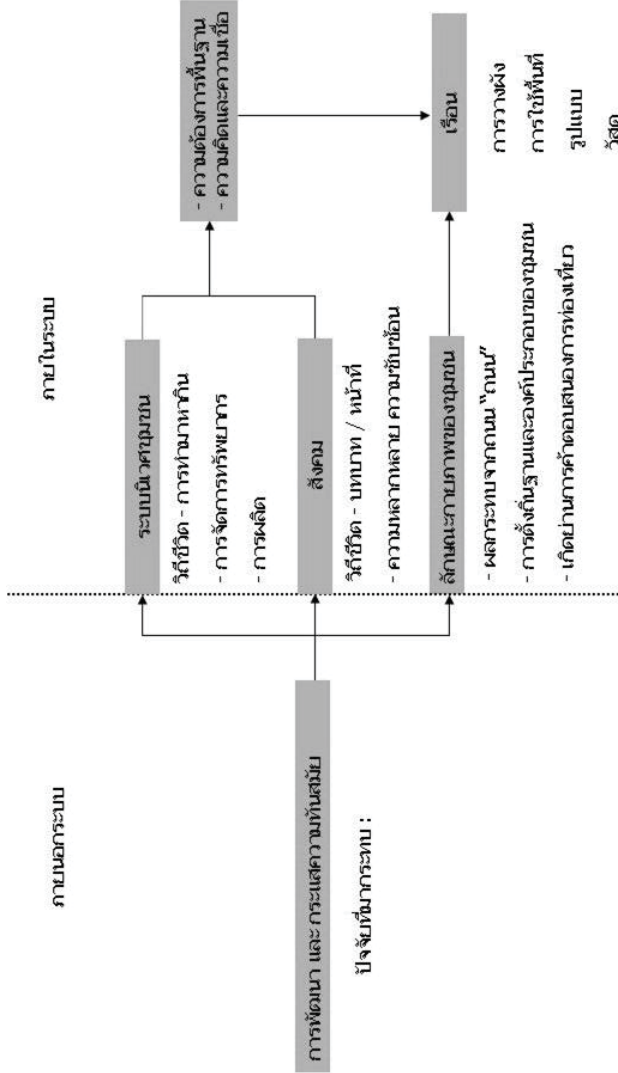 ภายนอกระบบ
ภายในระบบ
การพัฒนา และ กระแสความทันสมัย
ปัจจัยที่มากระทบ :
ระบบนิเวศชุมชน
วิถีชีวิต - การทำมาหากิน
- การจัดการทรัพยากร
- การผลิต
สังคม
วิถีชีวิต - บทบาท / หน้าที่
- ความหลากหลาย ความซับซ้อน
ลักษณะกายภาพของชุมชน
- ผลกระทบจากถนน "ถนน"
- การตั้งถิ่นฐานและองค์ประกอบของชุมชน
- เกิดย่านการค้าตอบสนองการท่องเที่ยว
- ความต้องการพื้นฐาน
- ความคิดและความเชื่อ
เรือน
การวางผัง
การใช้พื้นที่
รูปแบบ
วัสดุ